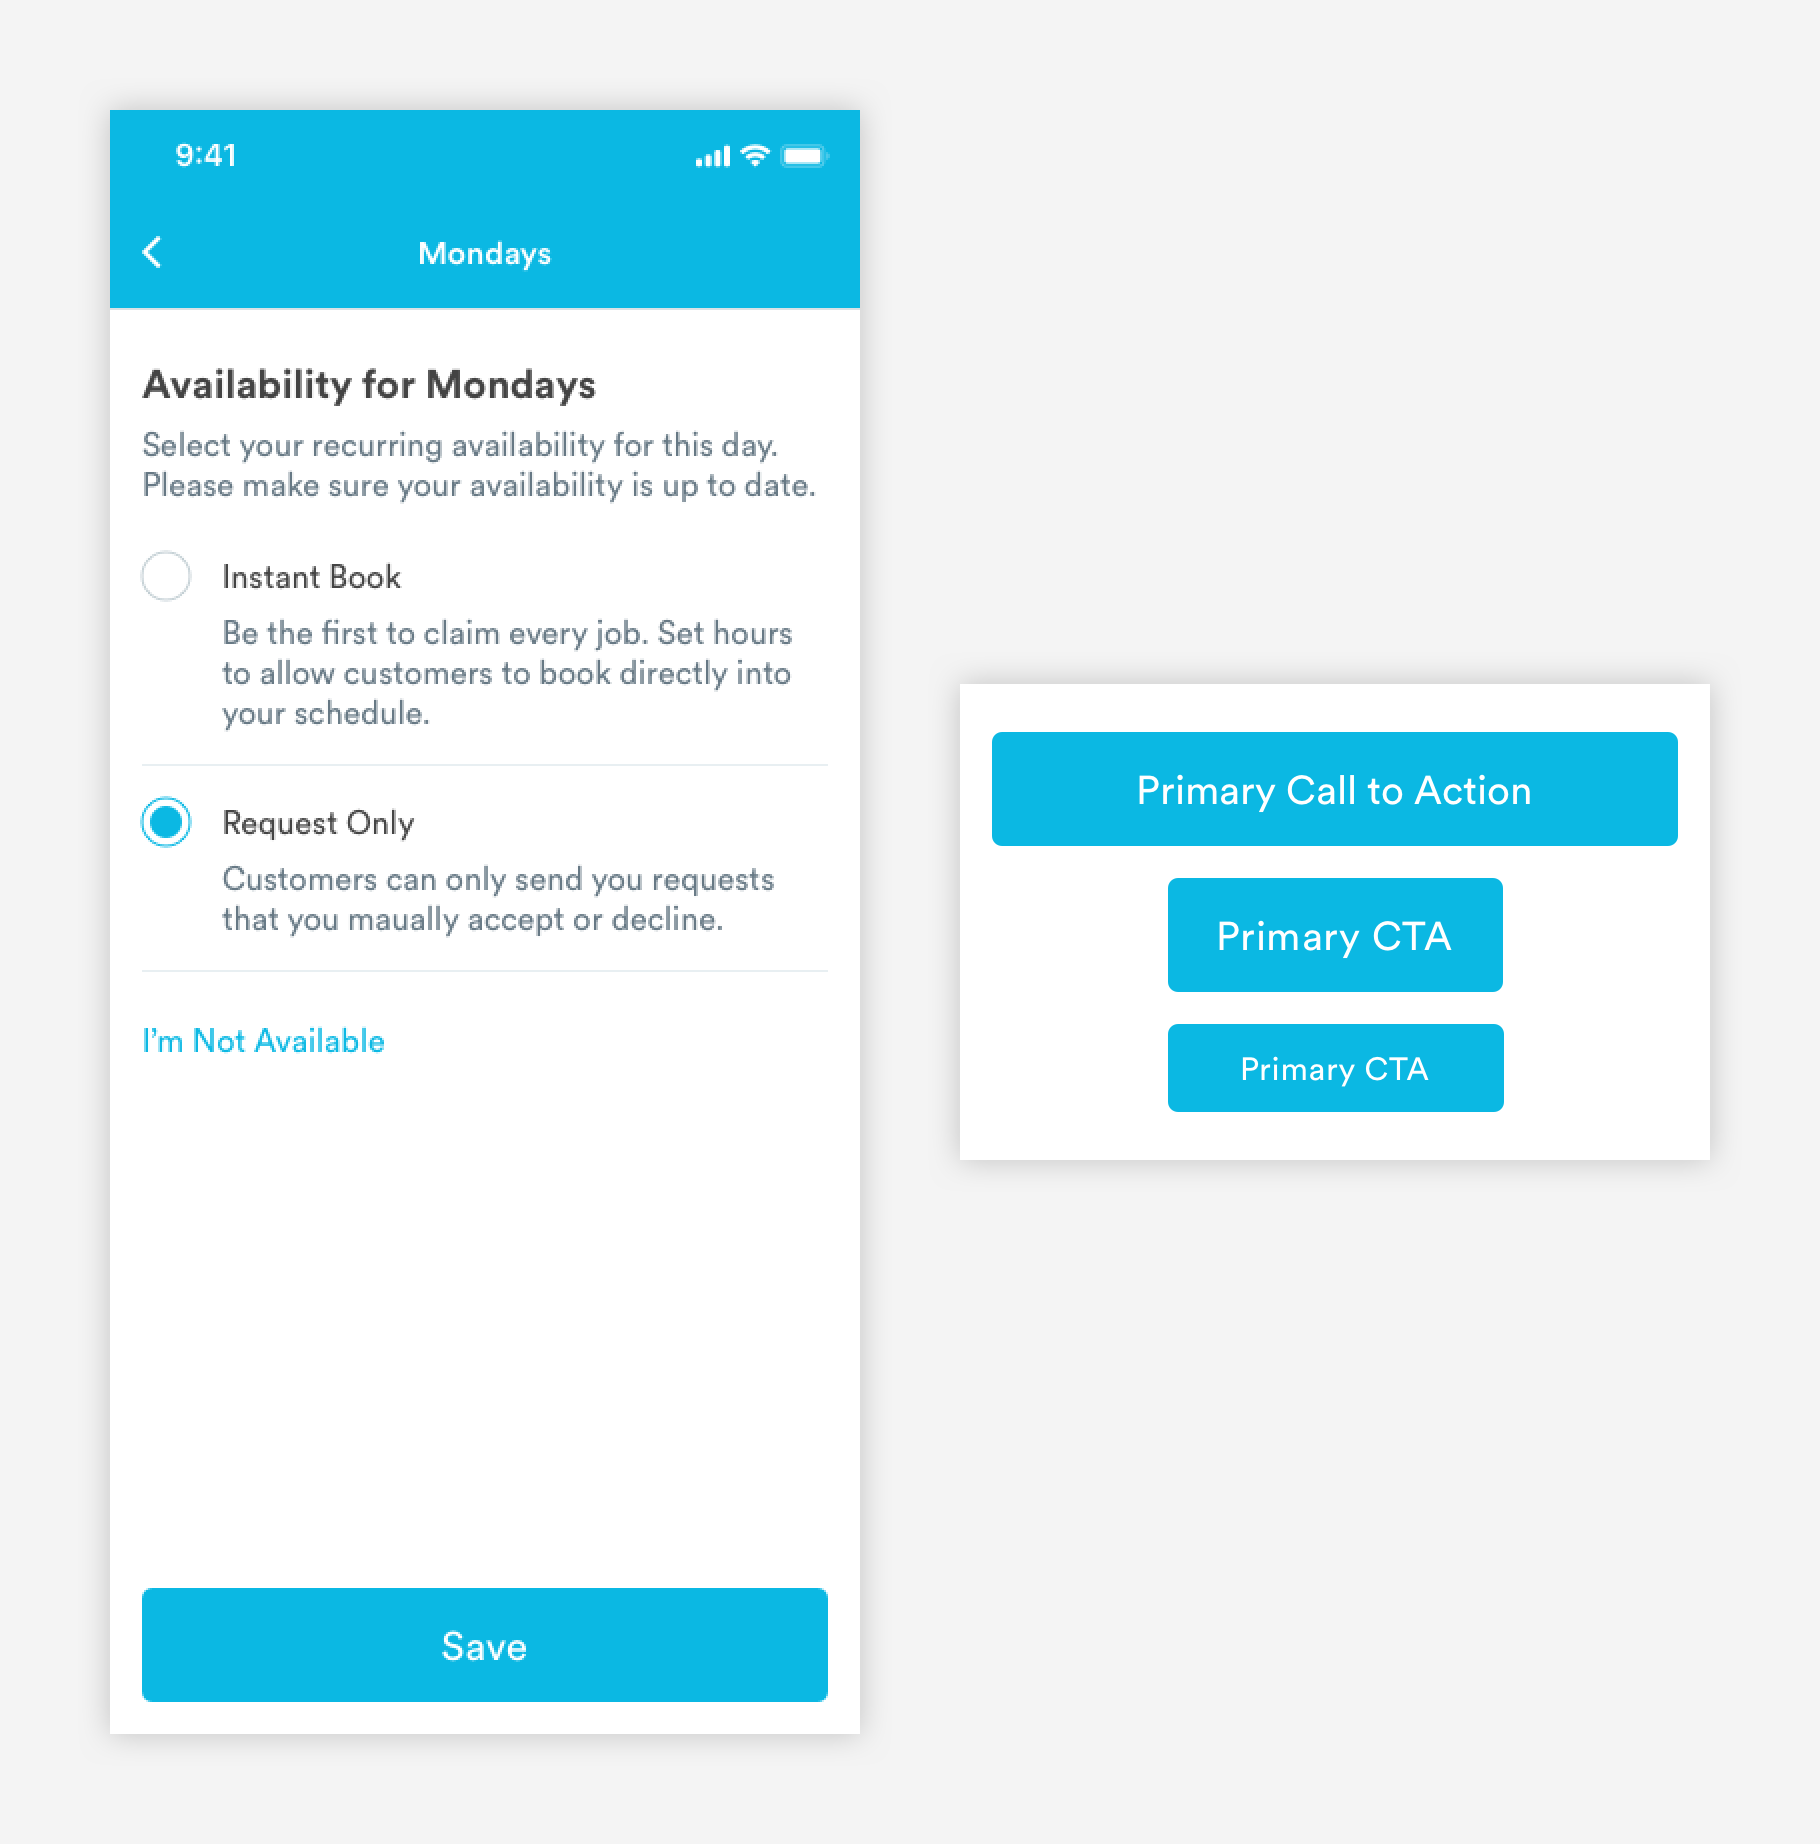 9:41
Mondays
Availability for Mondays
Select your recurring availability for this day.
Please make sure your availability is up to date.
Instant Book
Be the first to claim every job. Set hours
to allow customers to book directly into
your schedule.
Request Only
Customers can only send you requests
that you maually accept or decline.
I'm Not Available
Save
Primary Call to Action
Primary CTA
Primary CTA